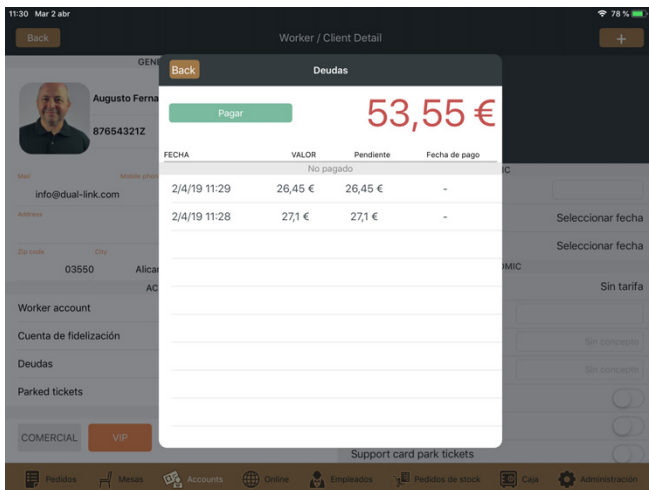 11:30 Mar 2 abr
78 %
Back
Worker / Client Detail
+
GENE
Back
Deudas
Augusto Ferna
87654321Z
Pagar
53,55 €
FECHA VALOR Pendiente Fecha de pago
No pagado
2/4/19 11:29 26,45 € 26,45 € -
2/4/19 11:28 27,1 € 27,1 € -
Mail Mobile phon
info@dual-link.com
Address
Zip code City
03550 Alicar
AC
Worker account
Cuenta de fidelización
Deudas
Parked tickets
COMERCIAL VIP
IC
Seleccionar fecha
Seleccionar fecha
OMIC
Sin tarifa
Sin concepto
Sin concepto
Support card park tickets
Pedidos Mesas Accounts Online Empleados Pedidos de stock Caja Administración